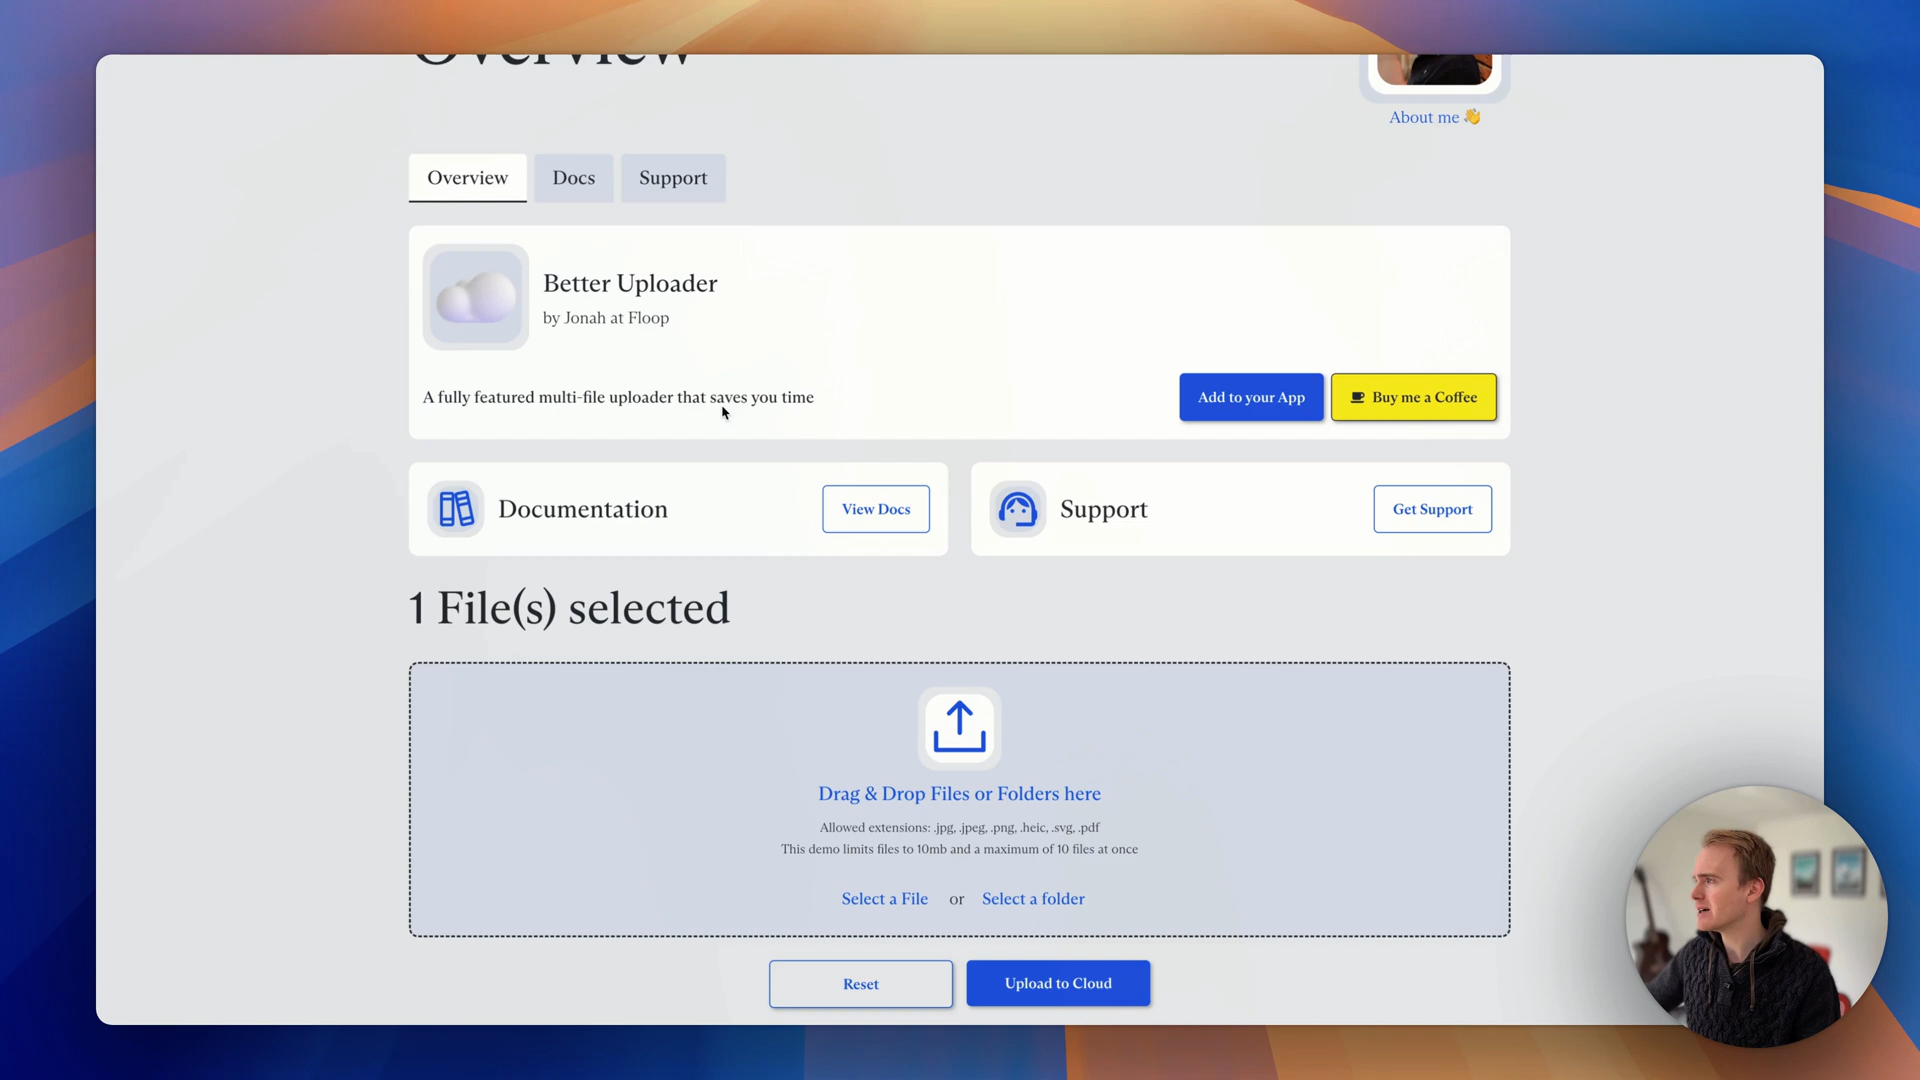 Overview
About me 👋
Overview
Docs
Support
Better Uploader
by Jonah at Floop
A fully featured multi-file uploader that saves you time
Add to your App
Buy me a Coffee
Documentation
View Docs
Support
Get Support
1 File(s) selected
Drag & Drop Files or Folders here
Allowed extensions: .jpg, .jpeg, .png, .heic, .svg, .pdf
This demo limits files to 10mb and a maximum of 10 files at once
Select a File or Select a folder
Reset
Upload to Cloud